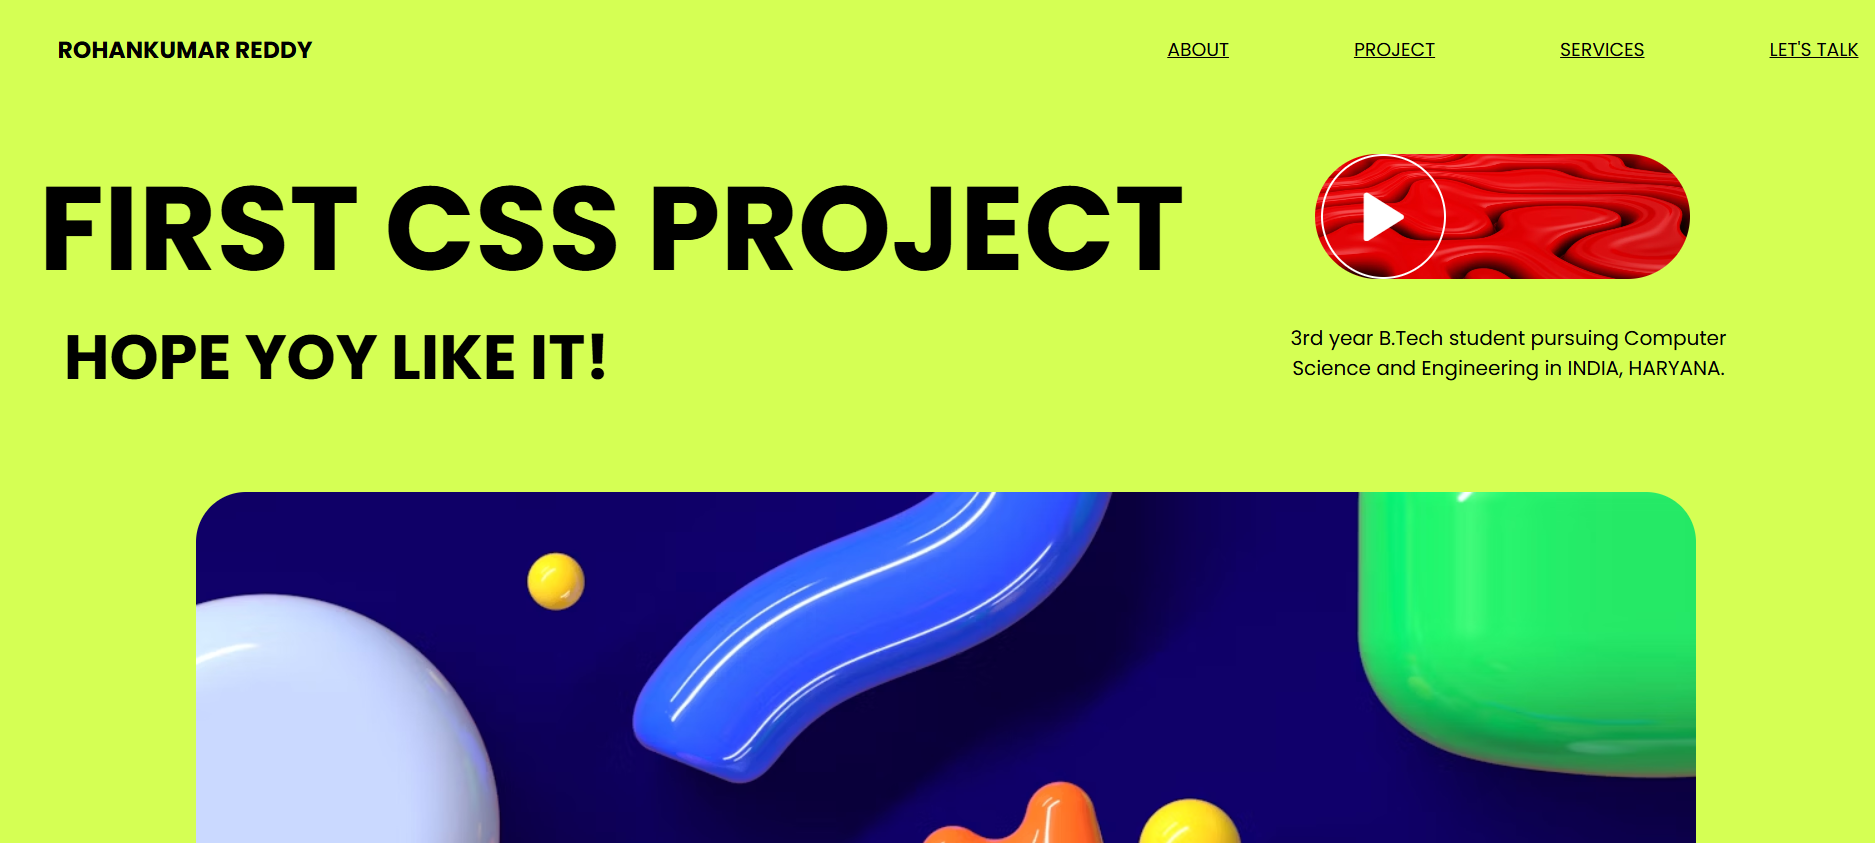 ROHANKUMAR REDDY
ABOUT
PROJECT
SERVICES
LET'S TALK
FIRST CSS PROJECT
HOPE YOY LIKE IT!
3rd year B.Tech student pursuing Computer
Science and Engineering in INDIA, HARYANA.